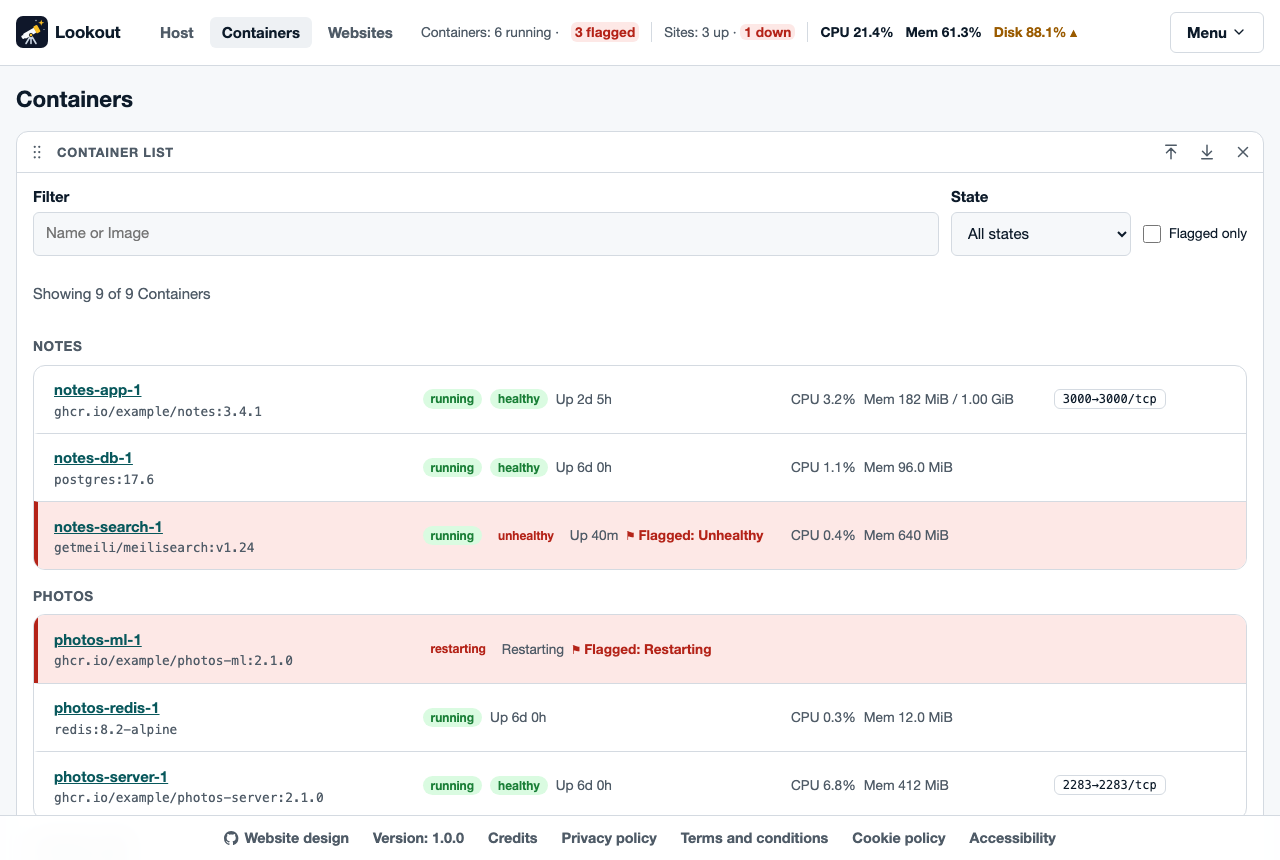 Lookout Host Containers Websites Containers: 6 running · 3 flagged Sites: 3 up · 1 down CPU 21.4% Mem 61.3% Disk 88.1% ▲ Menu
Containers
CONTAINER LIST
Filter State
Name or Image All states Flagged only
Showing 9 of 9 Containers
NOTES
notes-app-1
ghcr.io/example/notes:3.4.1
running healthy Up 2d 5h CPU 3.2% Mem 182 MiB / 1.00 GiB 3000→3000/tcp
notes-db-1
postgres:17.6
running healthy Up 6d 0h CPU 1.1% Mem 96.0 MiB
notes-search-1
getmeili/meilisearch:v1.24
running unhealthy Up 40m ⚑ Flagged: Unhealthy CPU 0.4% Mem 640 MiB
PHOTOS
photos-ml-1
ghcr.io/example/photos-ml:2.1.0
restarting Restarting ⚑ Flagged: Restarting
photos-redis-1
redis:8.2-alpine
running Up 6d 0h CPU 0.3% Mem 12.0 MiB
photos-server-1
ghcr.io/example/photos-server:2.1.0
running healthy Up 6d 0h CPU 6.8% Mem 412 MiB 2283→2283/tcp
Website design Version: 1.0.0 Credits Privacy policy Terms and conditions Cookie policy Accessibility